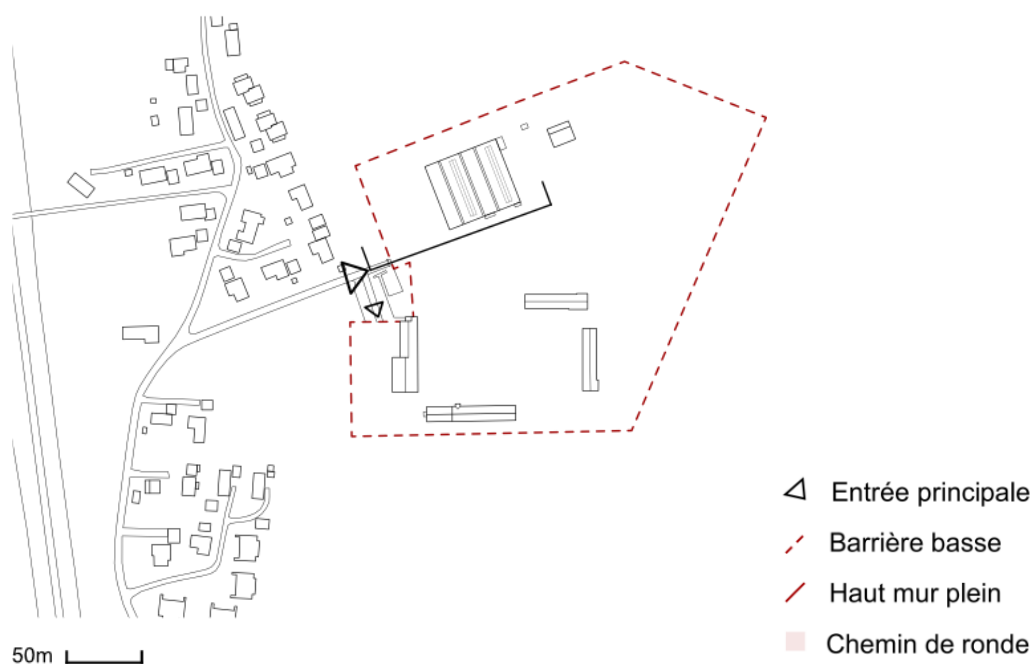 Entrée principale
Barrière basse
Haut mur plein
Chemin de ronde
50m